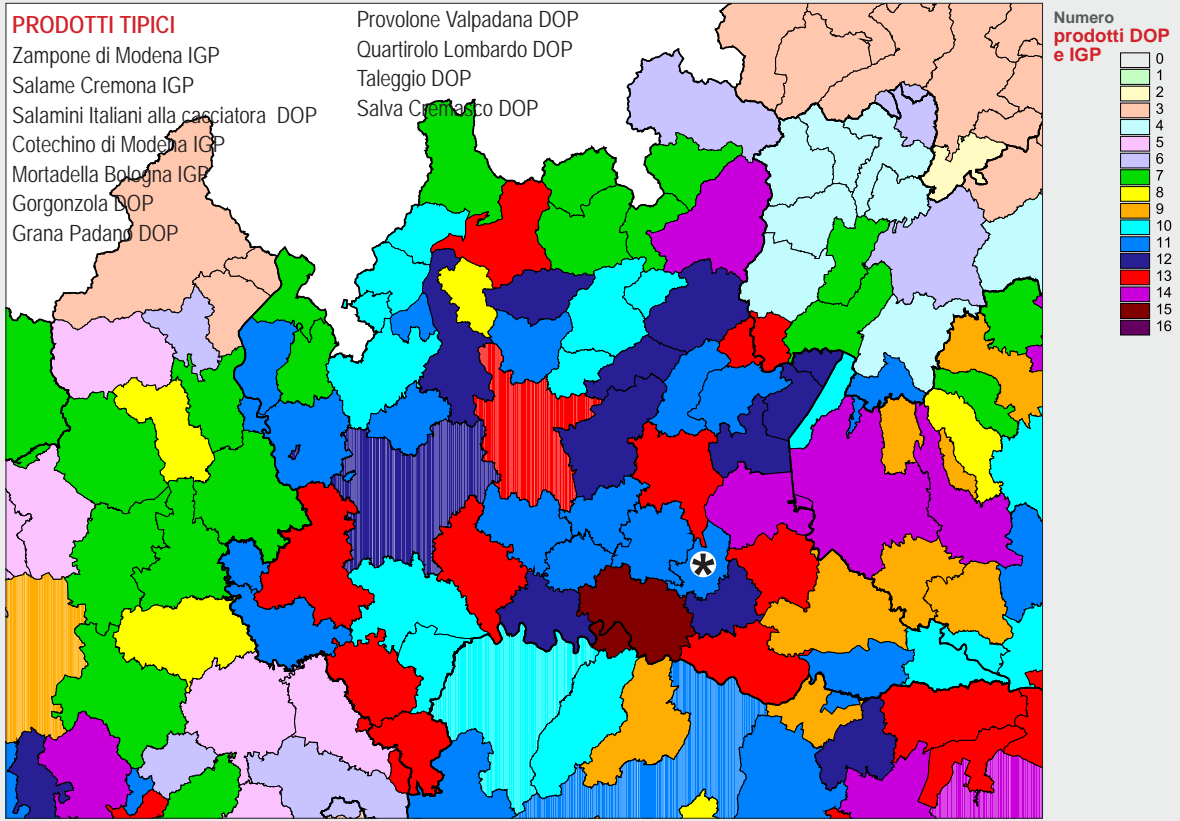 PRODOTTI TIPICI
Zampone di Modena IGP
Salame Cremona IGP
Salamini Italiani alla cacciatora DOP
Cotechino di Modena IGP
Mortadella Bologna IGP
Gorgonzola DOP
Grana Padano DOP
Provolone Valpadana DOP
Quartirolo Lombardo DOP
Taleggio DOP
Salva Cremasco DOP
Numero
prodotti DOP
e IGP
0
1
2
3
4
5
6
7
8
9
10
11
12
13
14
15
16
*